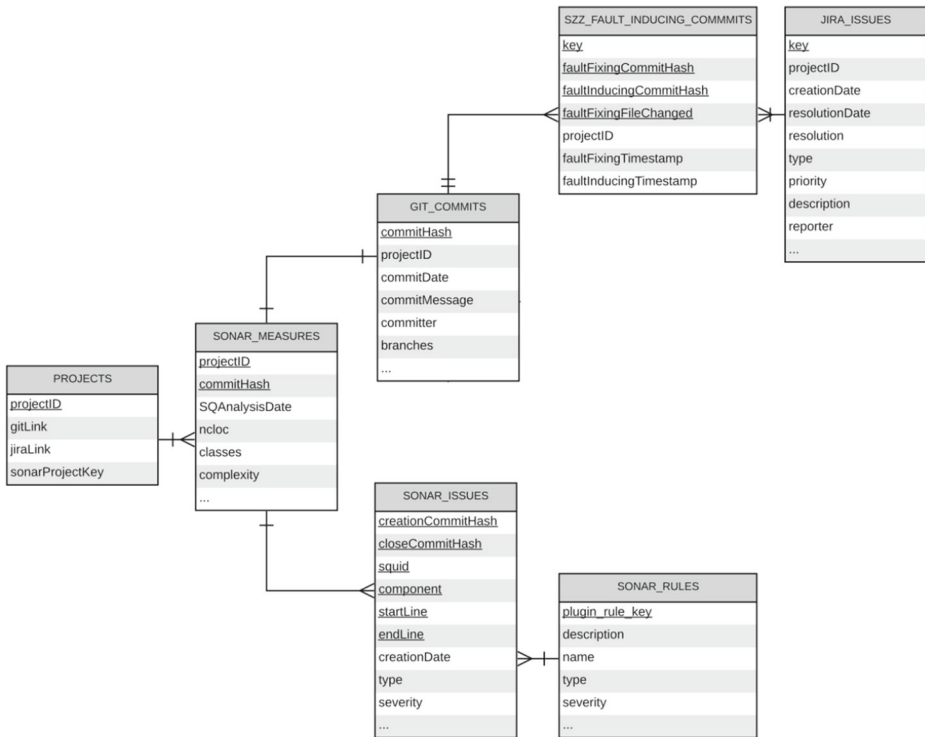 SZZ_FAULT_INDUCING_COMMMITS
key
faultFixingCommitHash
faultInducingCommitHash
faultFixingFileChanged
projectID
faultFixingTimestamp
faultInducingTimestamp
JIRA_ISSUES
key
projectID
creationDate
resolutionDate
resolution
type
priority
description
reporter
...
GIT_COMMITS
commitHash
projectID
commitDate
commitMessage
committer
branches
...
SONAR_MEASURES
projectID
commitHash
SQAnalysisDate
ncloc
classes
complexity
...
PROJECTS
projectID
gitLink
jiraLink
sonarProjectKey
SONAR_ISSUES
creationCommitHash
closeCommitHash
squid
component
startLine
endLine
creationDate
type
severity
...
SONAR_RULES
plugin_rule_key
description
name
type
severity
...